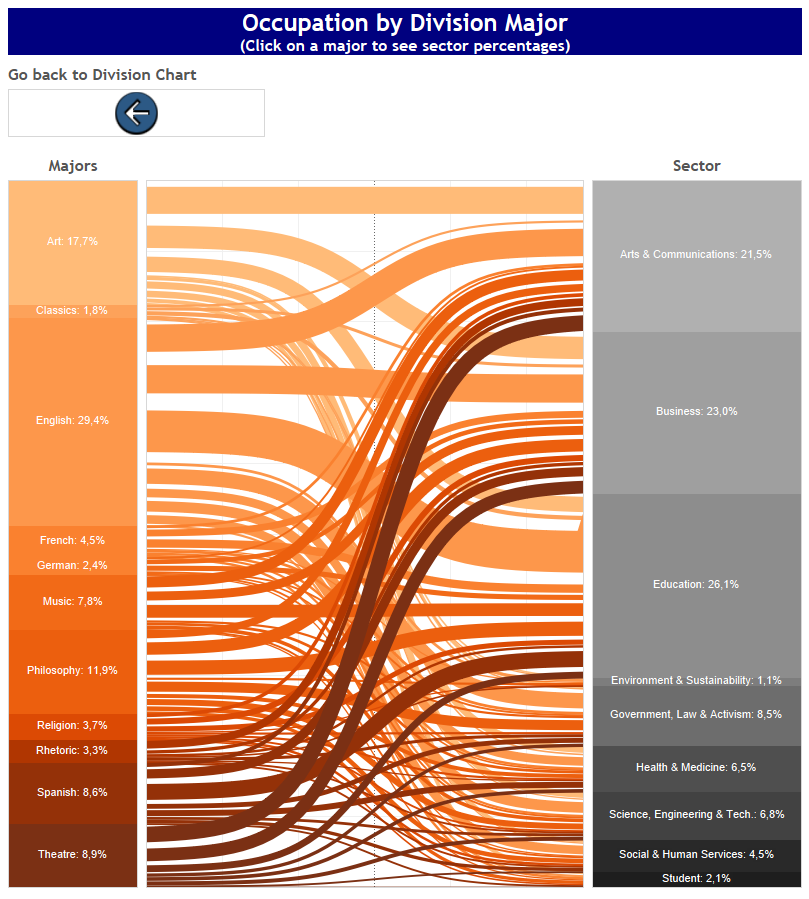 Occupation by Division Major
(Click on a major to see sector percentages)
Go back to Division Chart
Majors
Sector
Art: 17,7%
Classics: 1,8%
English: 29,4%
French: 4,5%
German: 2,4%
Music: 7,8%
Philosophy: 11,9%
Religion: 3,7%
Rhetoric: 3,3%
Spanish: 8,6%
Theatre: 8,9%
Arts & Communications: 21,5%
Business: 23,0%
Education: 26,1%
Environment & Sustainability: 1,1%
Government, Law & Activism: 8,5%
Health & Medicine: 6,5%
Science, Engineering & Tech.: 6,8%
Social & Human Services: 4,5%
Student: 2,1%